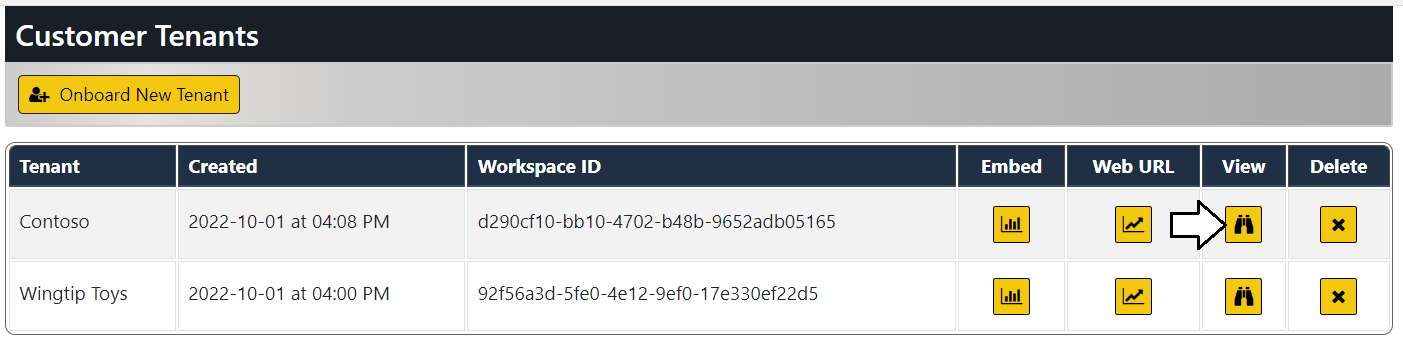 Customer Tenants
Onboard New Tenant
Tenant Created Workspace ID Embed Web URL View Delete
Contoso 2022-10-01 at 04:08 PM d290cf10-bb10-4702-b48b-9652adb05165
Wingtip Toys 2022-10-01 at 04:00 PM 92f56a3d-5fe0-4e12-9ef0-17e330ef22d5